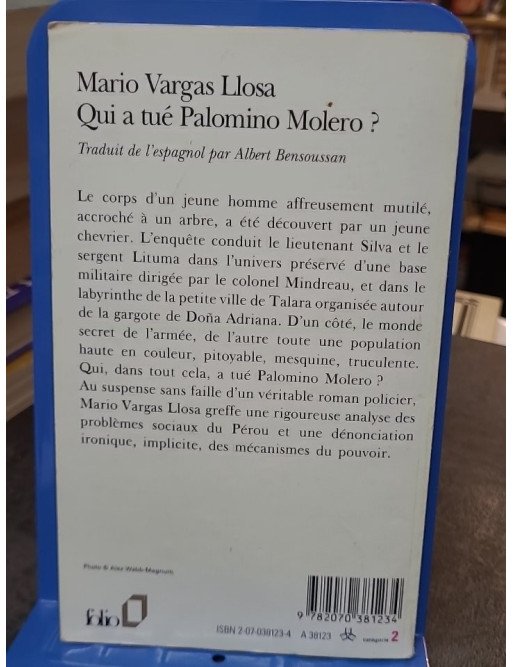 Mario Vargas Llosa
Qui a tué Palomino Molero ?
Traduit de l'espagnol par Albert Bensoussan
Le corps d'un jeune homme affreusement mutilé,
accroché à un arbre, a été découvert par un jeune
chevrier. L'enquête conduit le lieutenant Silva et le
sergent Lituma dans l'univers préservé d'une base
militaire dirigée par le colonel Mindreau, et dans le
labyrinthe de la petite ville de Talara organisée autour
de la gargote de Doña Adriana. D'un côté, le monde
secret de l'armée, de l'autre toute une population
haute en couleur, pitoyable, mesquine, truculente.
Qui, dans tout cela, a tué Palomino Molero ?
Au suspense sans faille d'un véritable roman policier,
Mario Vargas Llosa greffe une rigoureuse analyse des
problèmes sociaux du Pérou et une dénonciation
ironique, implicite, des mécanismes du pouvoir.
Photo © Alex Webb-Magnum.
folio
9 782070 381234
ISBN 2-07-038123-4 A 38123 catégorie 2